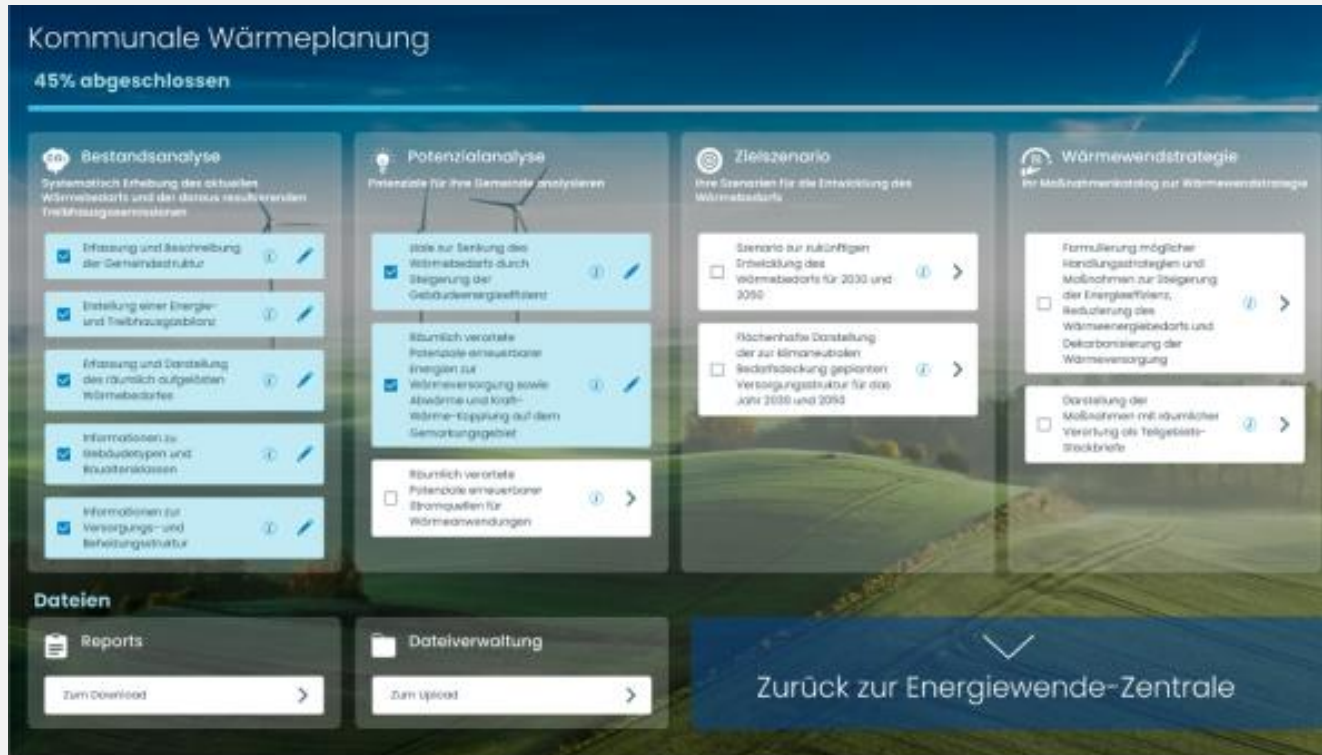 Kommunale Wärmeplanung
45% abgeschlossen
Bestandsanalyse
Systematisch Erhebung des aktuellen
Wärmebedarfs und der daraus resultierenden
Treibhausgasemissionen
Erfassung und Beschreibung
der Gemeindestruktur
Erstellung einer Energie-
und Treibhausgasbilanz
Erfassung und Darstellung
des räumlich aufgelösten
Wärmebedarfes
Informationen zu
Gebäudetypen und
Baualtersklassen
Informationen zur
Versorgungs- und
Beheizungsstruktur
Potenzialanalyse
Potenziale für Ihre Gemeinde analysieren
ziale zur Senkung des
Wärmebedarfs durch
Steigerung der
Gebäudeenergieeffizienz
Räumlich verortete
Potenziale erneuerbarer
Energien zur
Wärmeversorgung sowie
Abwärme und Kraft-
Wärme-Kopplung auf dem
Gemarkungsgebiet
Räumlich verortete
Potenziale erneuerbarer
Stromquellen für
Wärmeanwendungen
Zielszenario
Ihre Szenarien für die Entwicklung des
Wärmebedarfs
Szenario zur zukünftigen
Entwicklung des
Wärmebedarfs für 2030 und
2050
Flächenhafte Darstellung
der zur klimaneutralen
Bedarfsdeckung geplanten
Versorgungsstruktur für das
Jahr 2030 und 2050
Wärmewendstrategie
Ihr Maßnahmenkatalog zur Wärmewendstrategie
Formulierung möglicher
Handlungsstrategien und
Maßnahmen zur Steigerung
der Energieeffizienz,
Reduzierung des
Wärmeenergiebedarfs und
Dekarbonisierung der
Wärmeversorgung
Darstellung der
Maßnahmen mit räumlicher
Verortung als Teilgebiets-
Steckbriefe
Dateien
Reports
Zum Download
Dateiverwaltung
Zum Upload
Zurück zur Energiewende-Zentrale